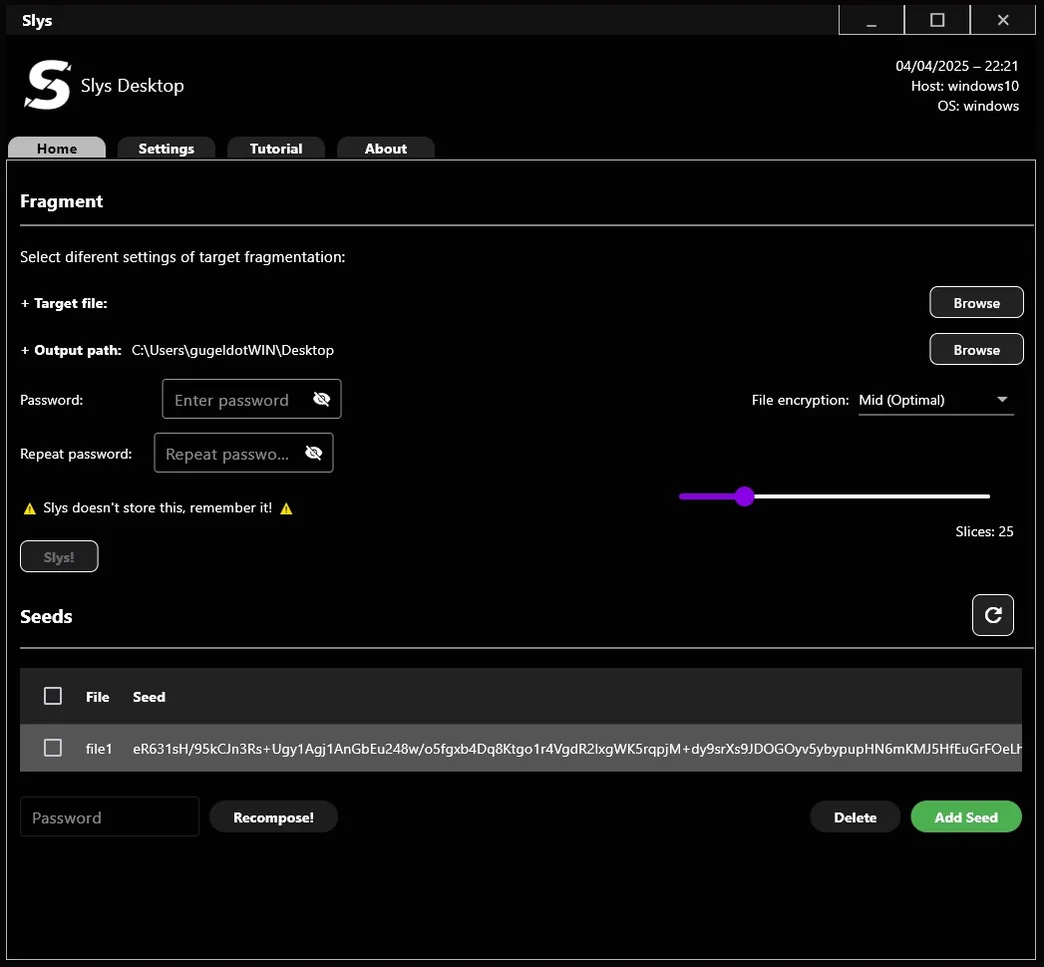 Slys
Slys Desktop
04/04/2025 – 22:21
Host: windows10
OS: windows
Home Settings Tutorial About
Fragment
Select diferent settings of target fragmentation:
+ Target file: Browse
+ Output path: C:\Users\gugeldotWIN\Desktop Browse
Password: Enter password File encryption: Mid (Optimal)
Repeat password: Repeat passwo...
Slys doesn't store this, remember it!
Slices: 25
Slys!
Seeds
File Seed
file1 eR631sH/95kCJn3Rs+Ugy1Agj1AnGbEu248w/o5fgxb4Dq8Ktgo1r4VgdR2lxgWK5rqpjM+dy9srXs9JDOGOyv5ybypupHN6mKMJ5HfEuGrFOeLh
Password Recompose! Delete Add Seed